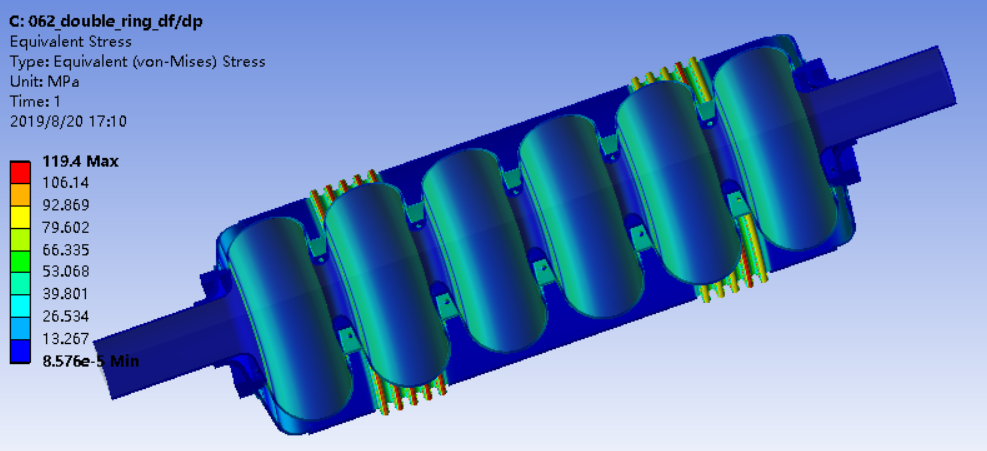 C: 062_double_ring_df/dp
Equivalent Stress
Type: Equivalent (von-Mises) Stress
Unit: MPa
Time: 1
2019/8/20 17:10
119.4 Max
106.14
92.869
79.602
66.335
53.068
39.801
26.534
13.267
8.576e-5 Min